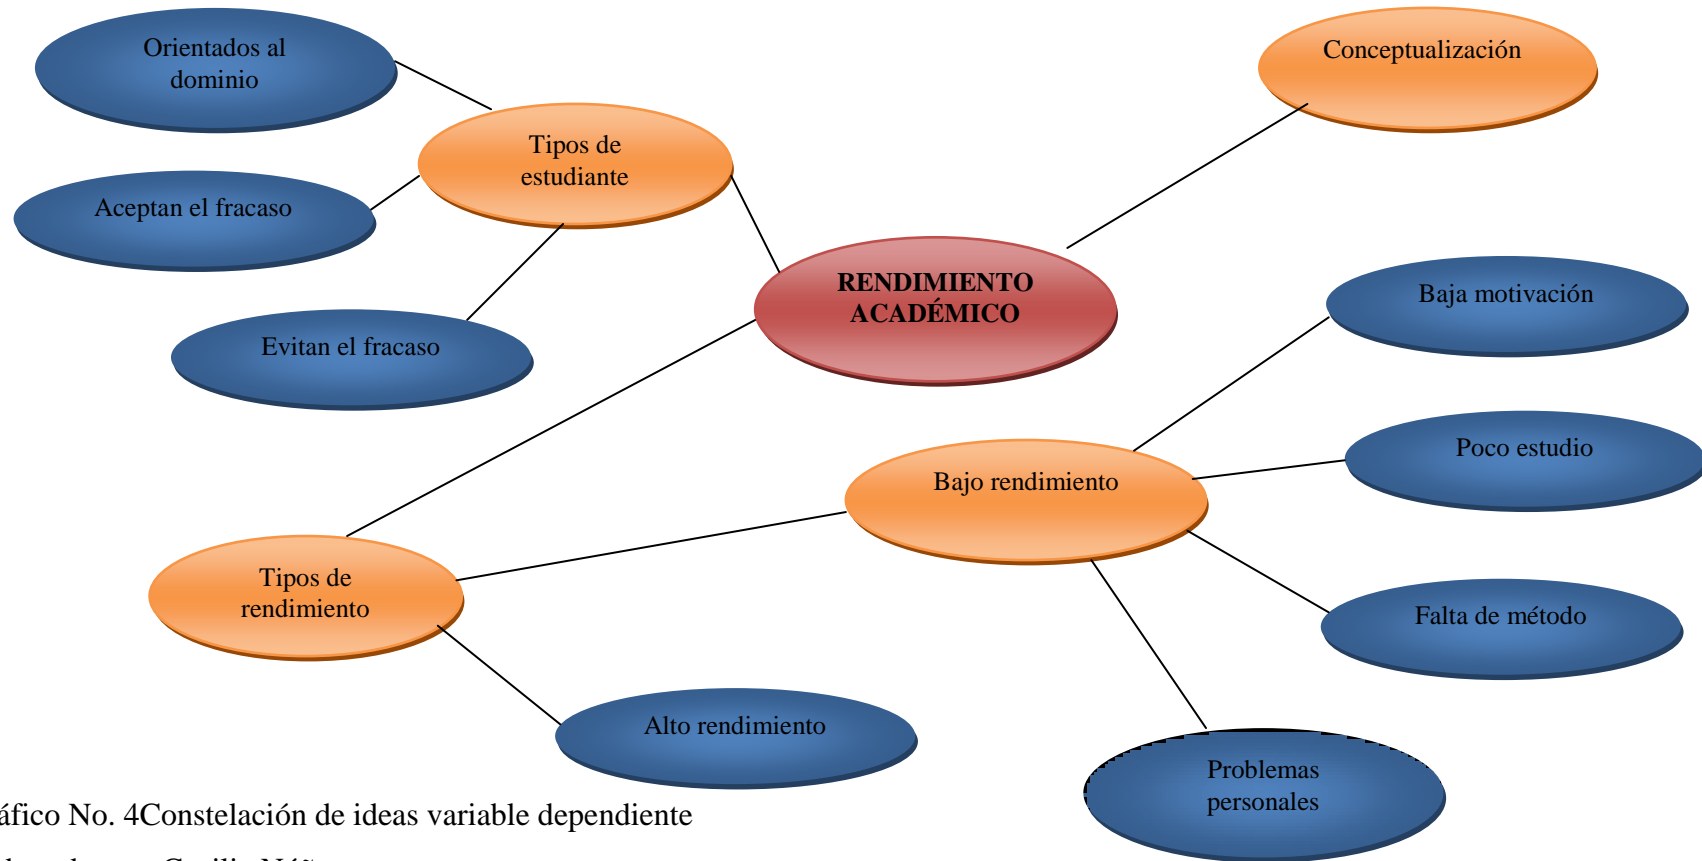 Orientados al
dominio
Conceptualización
Tipos de
estudiante
Aceptan el fracaso
RENDIMIENTO
ACADÉMICO
Baja motivación
Evitan el fracaso
Poco estudio
Bajo rendimiento
Tipos de
rendimiento
Falta de método
Alto rendimiento
Problemas
personales
áfico No. 4Constelación de ideas variable dependiente